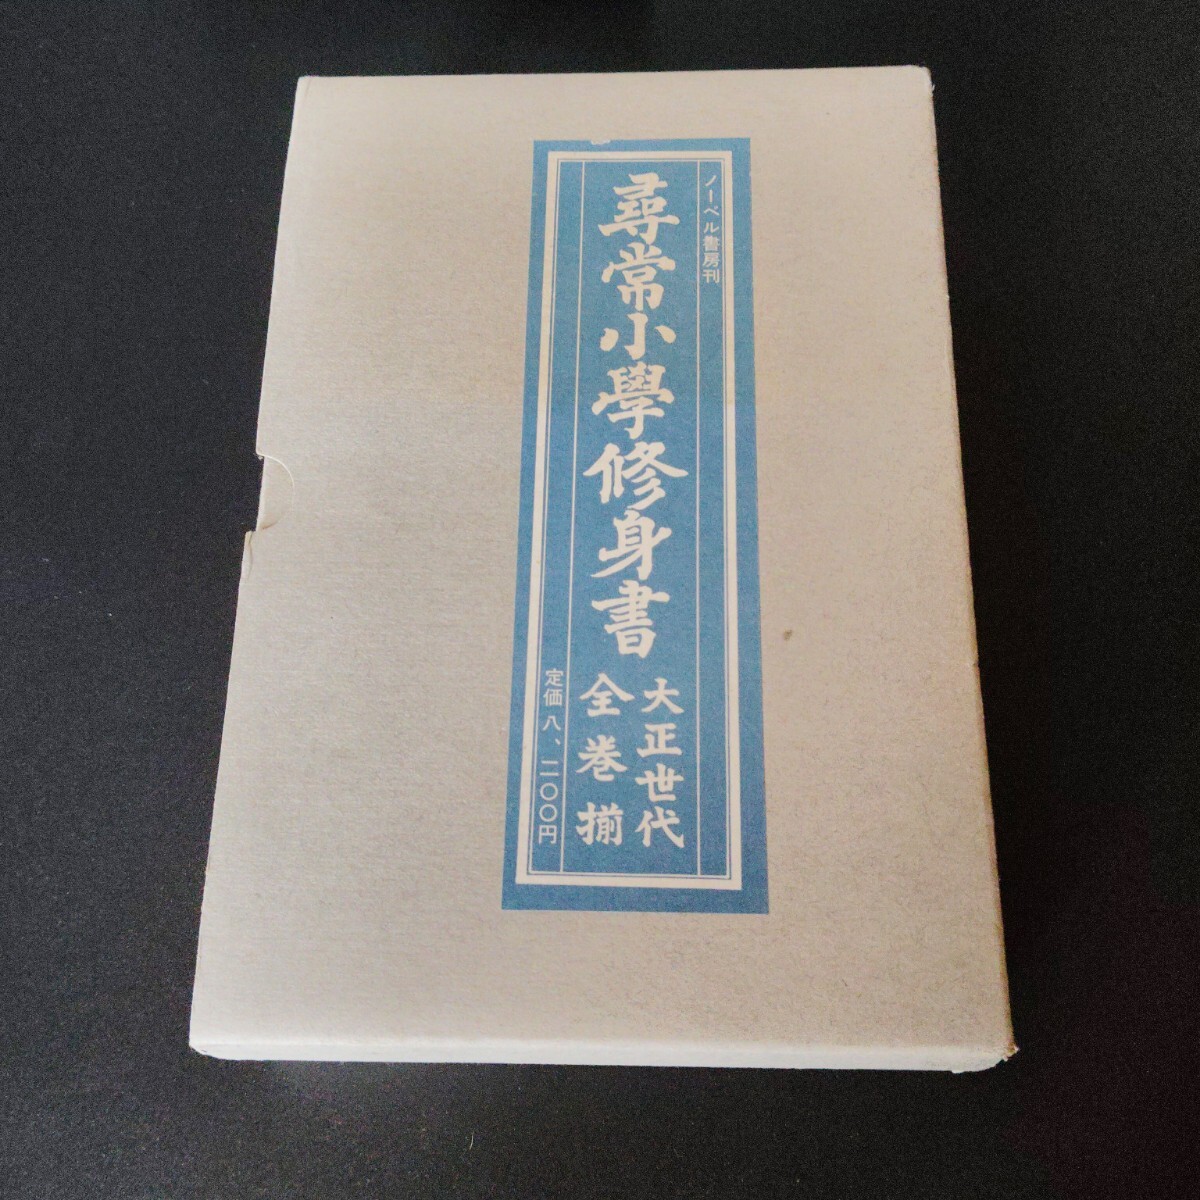 ノーベル書房刊
尋常小學修身書
大正世代
全巻揃
定価 八、二〇〇円